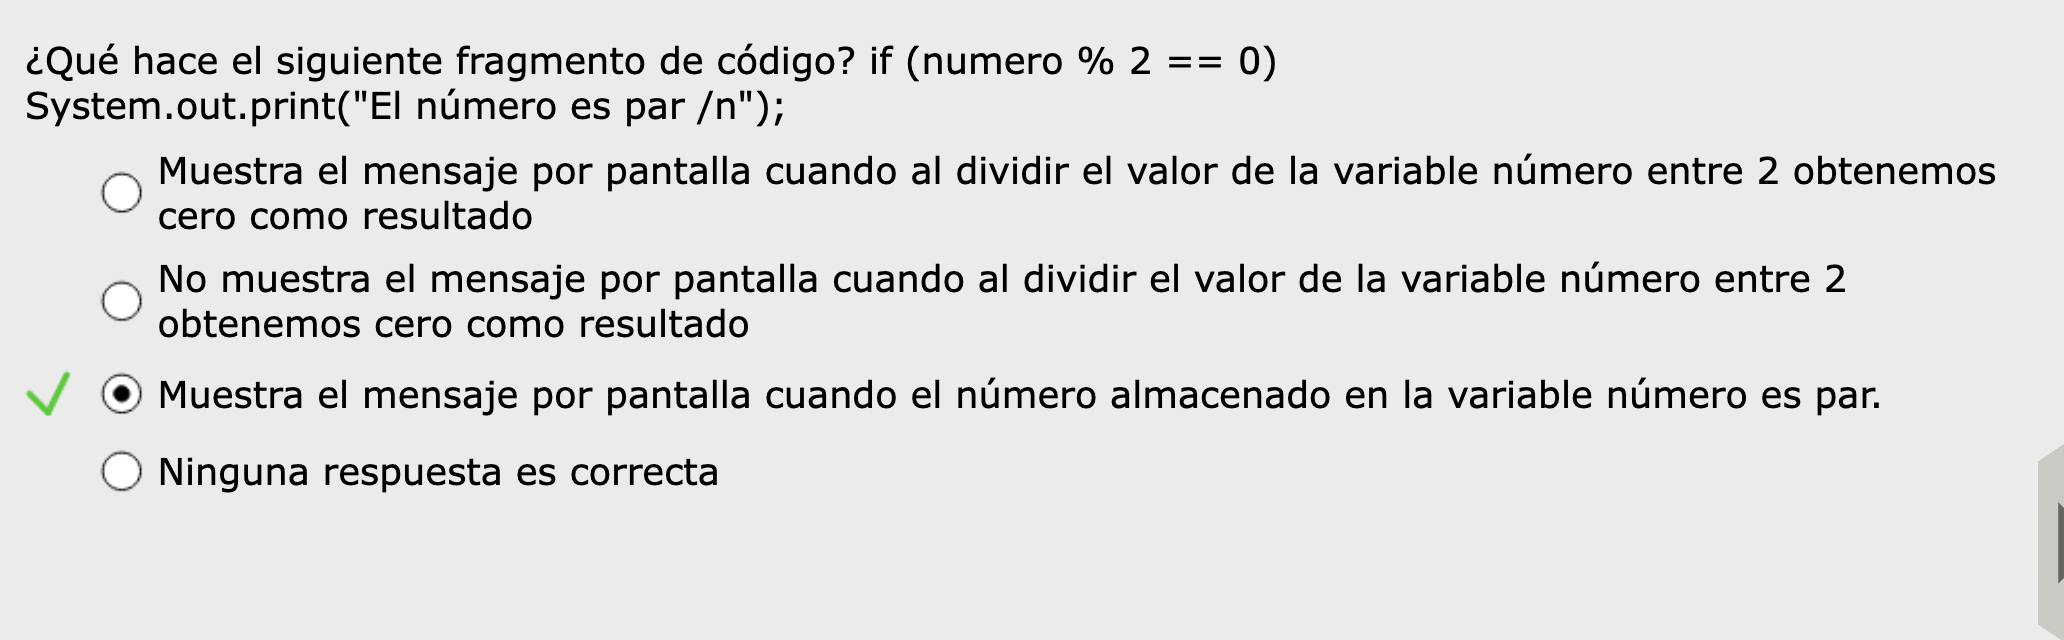 ¿Qué hace el siguiente fragmento de código? if (numero % 2 == 0)
System.out.print("El número es par /n");
Muestra el mensaje por pantalla cuando al dividir el valor de la variable número entre 2 obtenemos
cero como resultado
No muestra el mensaje por pantalla cuando al dividir el valor de la variable número entre 2
obtenemos cero como resultado
Muestra el mensaje por pantalla cuando el número almacenado en la variable número es par.
Ninguna respuesta es correcta